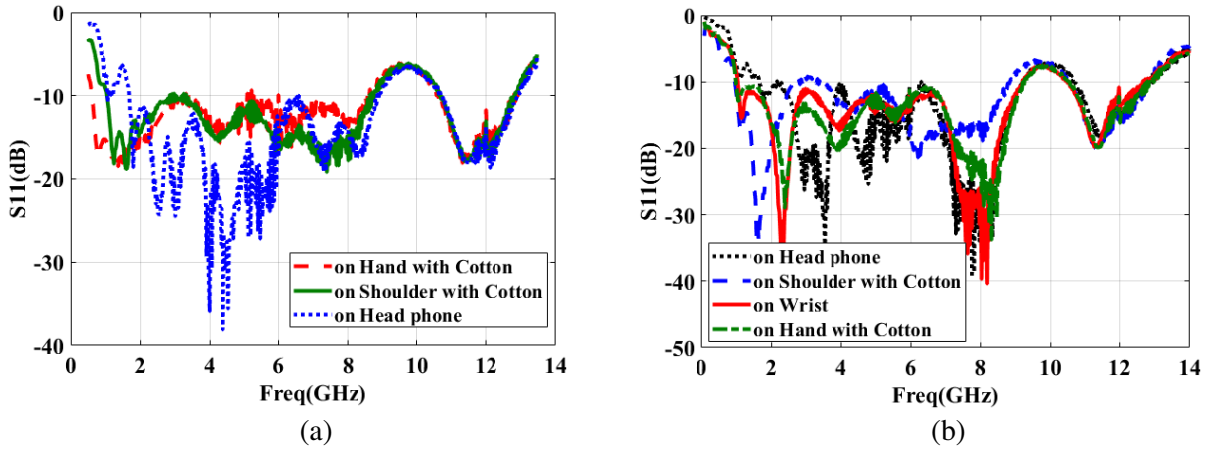 0
-10
-20
-30
-40
S11(dB)
on Hand with Cotton
on Shoulder with Cotton
on Head phone
0 2 4 6 8 10 12 14
Freq(GHz)
(a)
0
-10
-20
-30
-40
-50
S11(dB)
on Head phone
on Shoulder with Cotton
on Wrist
on Hand with Cotton
0 2 4 6 8 10 12 14
Freq(GHz)
(b)